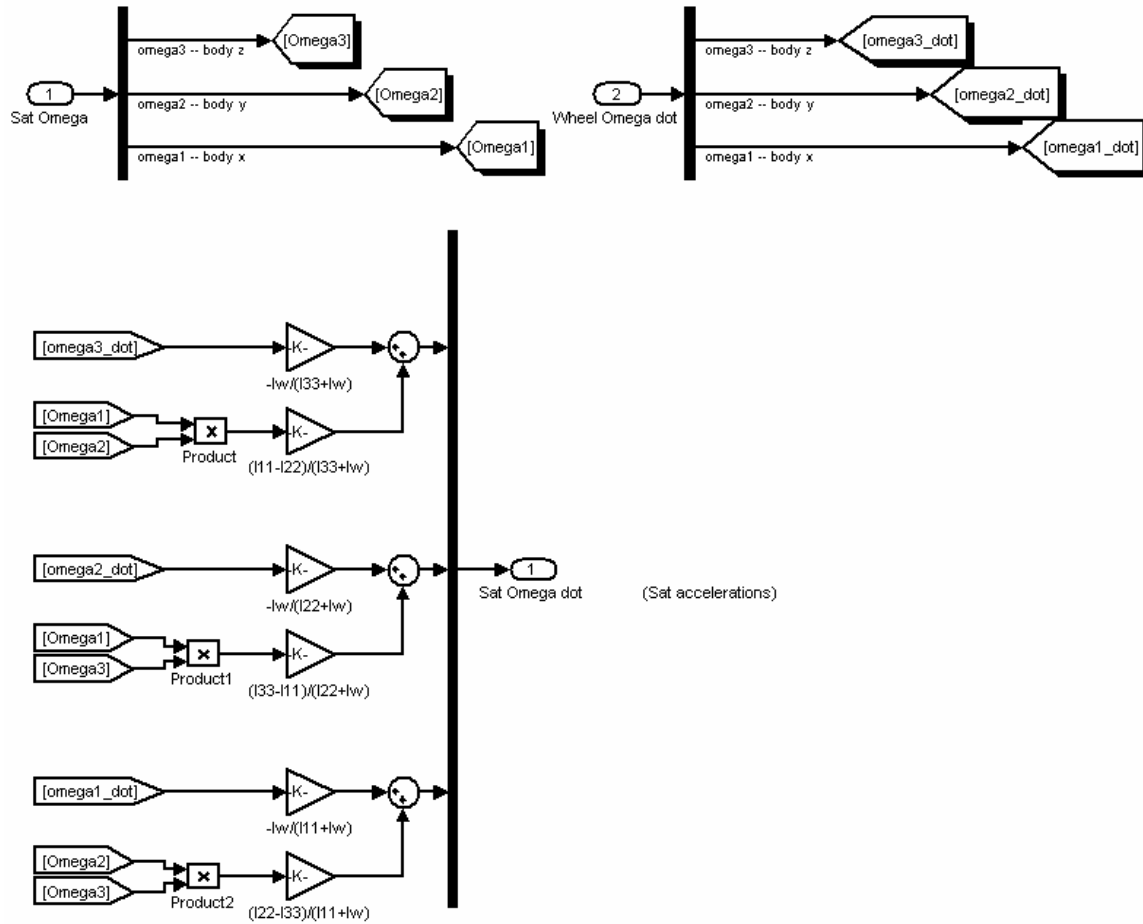 omega3 -- body z
[Omega3]
1
omega2 -- body y
[Omega2]
Sat Omega
omega1 -- body x
[Omega1]
omega3 -- body z
[omega3_dot]
2
omega2 -- body y
[omega2_dot]
Wheel Omega dot
omega1 -- body x
[omega1_dot]
[omega3_dot]
-K-
-Iw/(I33+Iw)
[Omega1]
[Omega2]
Product
-K-
(I11-I22)/(I33+Iw)
[omega2_dot]
-K-
-Iw/(I22+Iw)
[Omega1]
[Omega3]
Product1
-K-
(I33-I11)/(I22+Iw)
1
Sat Omega dot
(Sat accelerations)
[omega1_dot]
-K-
-Iw/(I11+Iw)
[Omega2]
[Omega3]
Product2
-K-
(I22-I33)/(I11+Iw)